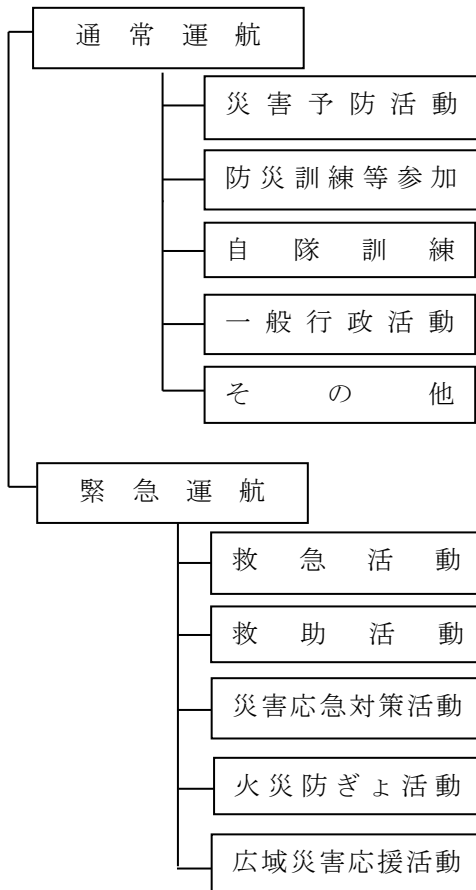 通常運航
災害予防活動
防災訓練等参加
自隊訓練
一般行政活動
その他
緊急運航
救急活動
救助活動
災害応急対策活動
火災防ぎょ活動
広域災害応援活動